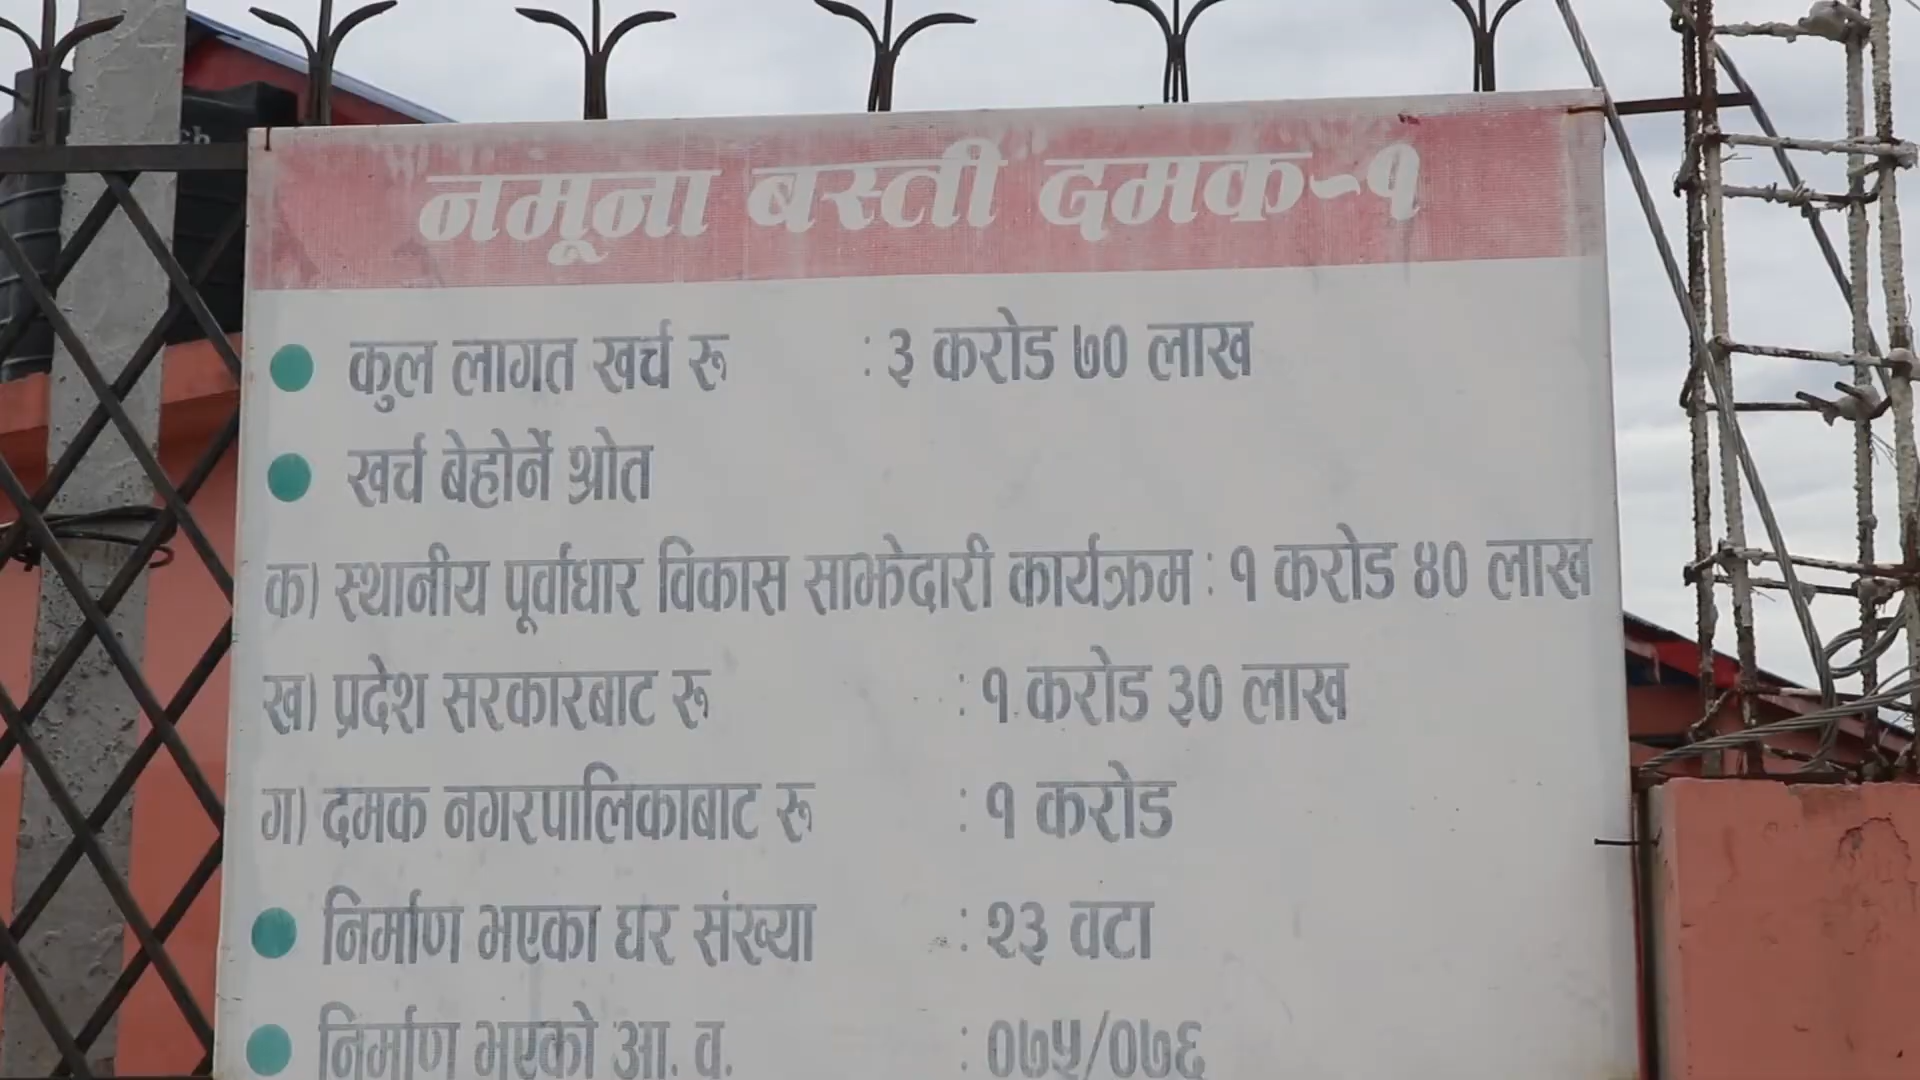 नमूना बस्ती दमक-१
कुल लागत खर्च रू : ३ करोड ७० लाख
खर्च बेहोर्ने श्रोत
क) स्थानीय पूर्वाधार विकास साझेदारी कार्यक्रम : १ करोड ४० लाख
ख) प्रदेश सरकारबाट रू : १ करोड ३० लाख
ग) दमक नगरपालिकाबाट रू : १ करोड
निर्माण भएका घर संख्या : २३ वटा
निर्माण भएको आ. व. : ०७५/०७६